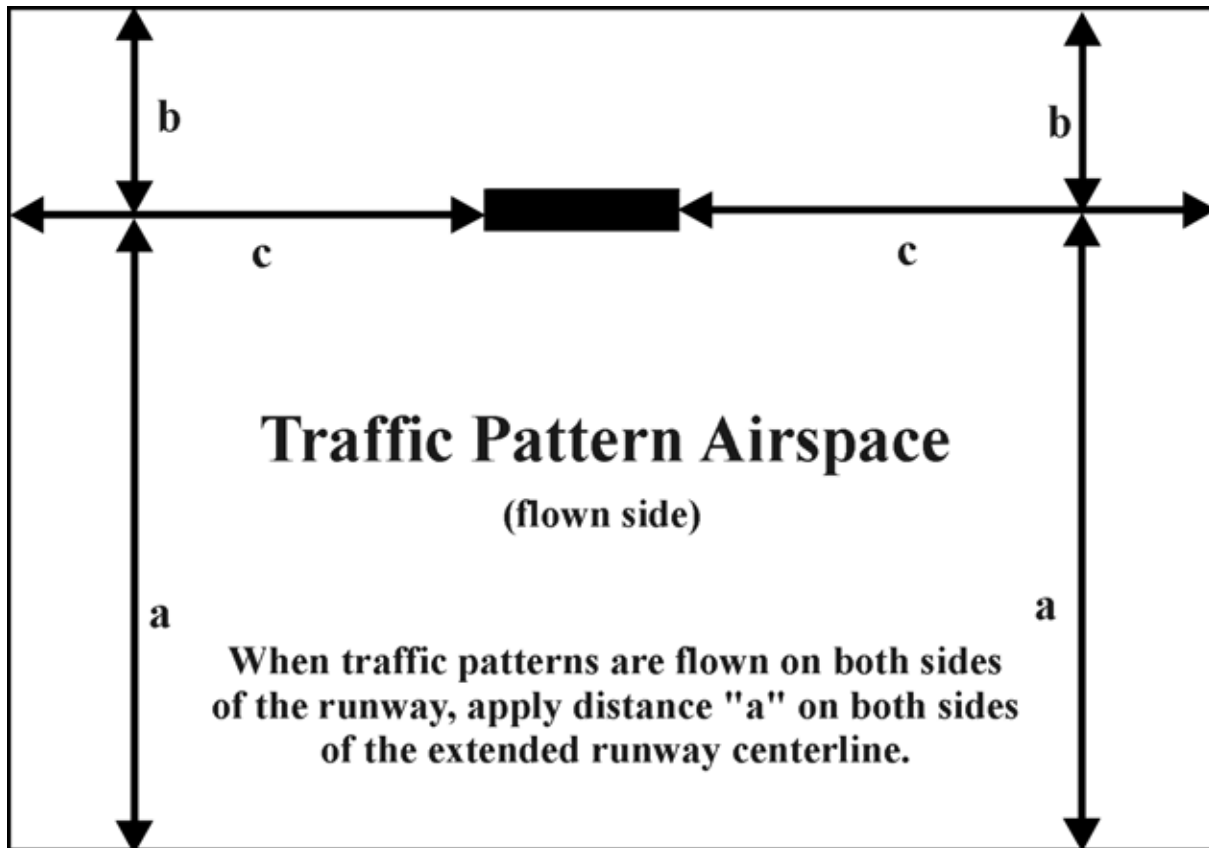 b
b
c
c
Traffic Pattern Airspace
(flown side)
a
a
When traffic patterns are flown on both sides
of the runway, apply distance "a" on both sides
of the extended runway centerline.